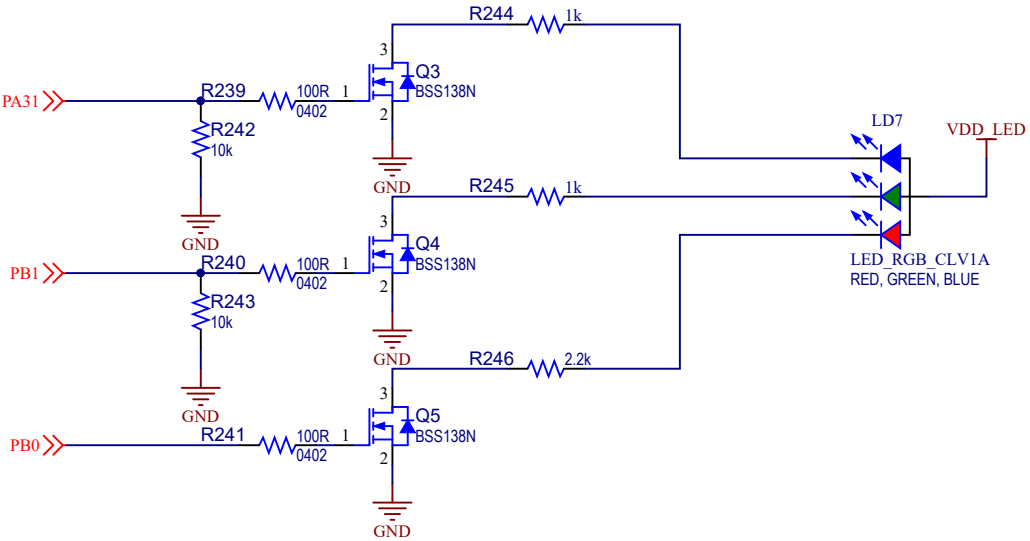 R244
1k
3
Q3
BSS138N
PA31
R239
100R
0402
1
2
R242
10k
GND
GND
LD7
VDD_LED
R245
1k
3
Q4
BSS138N
PB1
R240
100R
0402
1
2
R243
10k
GND
GND
LED_RGB_CLV1A
RED, GREEN, BLUE
R246
2.2k
3
Q5
BSS138N
PB0
R241
100R
0402
1
2
GND